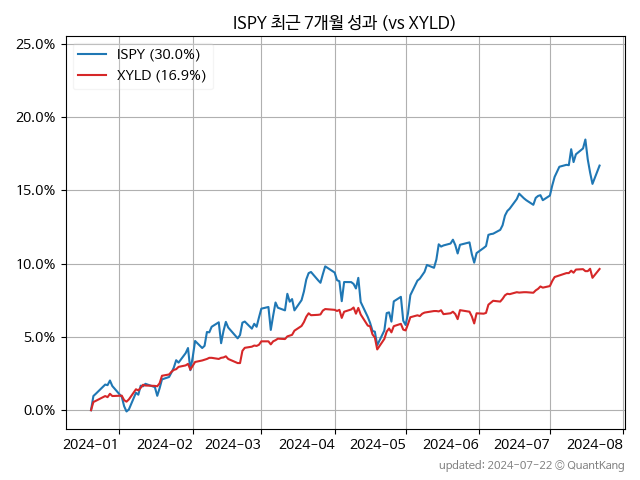 ISPY 최근 7개월 성과 (vs XYLD)
ISPY (30.0%)
XYLD (16.9%)
25.0%
20.0%
15.0%
10.0%
5.0%
0.0%
2024-01 2024-02 2024-03 2024-04 2024-05 2024-06 2024-07 2024-08
updated: 2024-07-22 © QuantKang